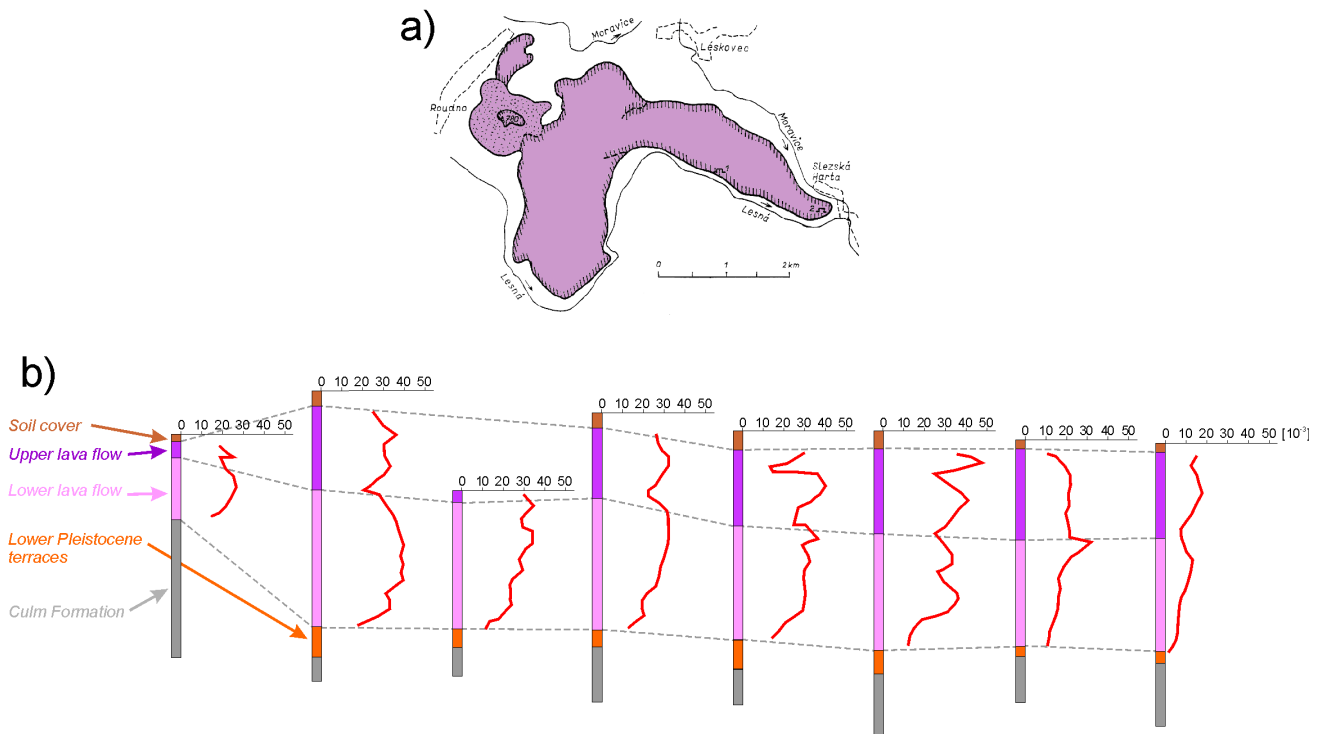 a)
Moravice
Léskovec
Roudno
780
Moravice
Slezská
Harta
1
2
Lesná
Lesná
0 1 2km
b)
0 10 20 30 40 50
0 10 20 30 40 50
0 10 20 30 40 50
0 10 20 30 40 50
0 10 20 30 40 50
0 10 20 30 40 50
0 10 20 30 40 50
0 10 20 30 40 50 [10⁻³]
Soil cover
Upper lava flow
Lower lava flow
Lower Pleistocene
terraces
Culm Formation